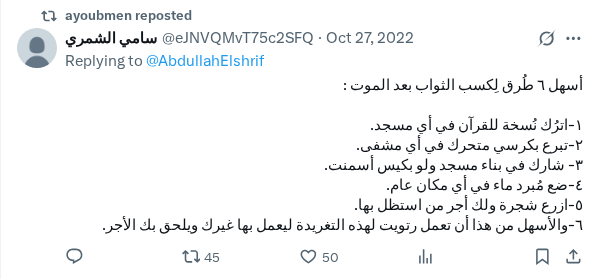 ayoubmen reposted
سامي الشمري @eJNVQMvT75c2SFQ · Oct 27, 2022
Replying to @AbdullahElshrif
أسهل ٦ طُرق لِكسب الثواب بعد الموت :
١-اترُك نُسخة للقرآن في أي مسجد.
٢-تبرع بكرسي متحرك في أي مشفى.
٣- شارك في بناء مسجد ولو بكيس أسمنت.
٤-ضع مُبرد ماء في أي مكان عام.
٥-ازرع شجرة ولك أجر من استظل بها.
٦-والأسهل من هذا أن تعمل رتويت لهذه التغريدة ليعمل بها غيرك ويلحق بك الأجر.
45 50